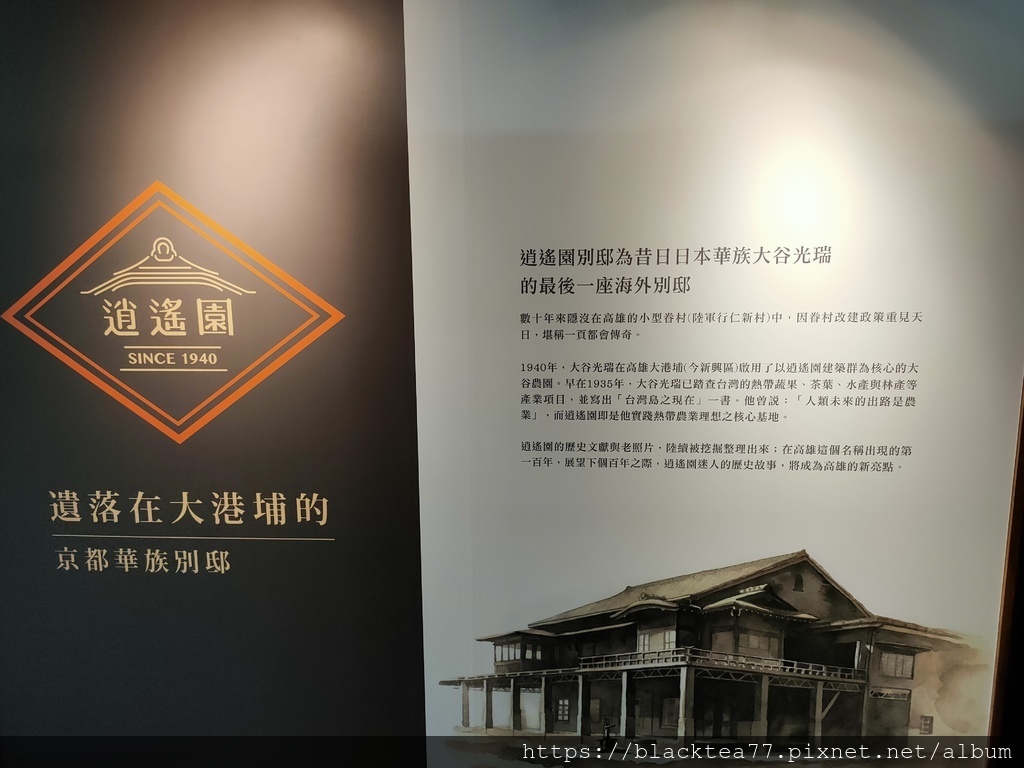 逍遙園
SINCE 1940
遺落在大港埔的
京都華族別邸
逍遙園別邸為昔日日本華族大谷光瑞
的最後一座海外別邸
數十年來隱沒在高雄的小型眷村(陸軍行仁新村)中，因眷村改建政策重見天
日，堪稱一頁都會傳奇。
1940年，大谷光瑞在高雄大港埔(今新興區)啟用了以逍遙園建築群為核心的大
谷農園。早在1935年，大谷光瑞已踏查台灣的熱帶蔬果、茶葉、水產與林產等
產業項目，並寫出「台灣島之現在」一書。他曾說：「人類未來的出路是農
業」，而逍遙園即是他實踐熱帶農業理想之核心基地。
逍遙園的歷史文獻與老照片，陸續被挖掘整理出來；在高雄這個名稱出現的第
一百年，展望下個百年之際，逍遙園迷人的歷史故事，將成為高雄的新亮點。
https://blacktea77.pixnet.net/album